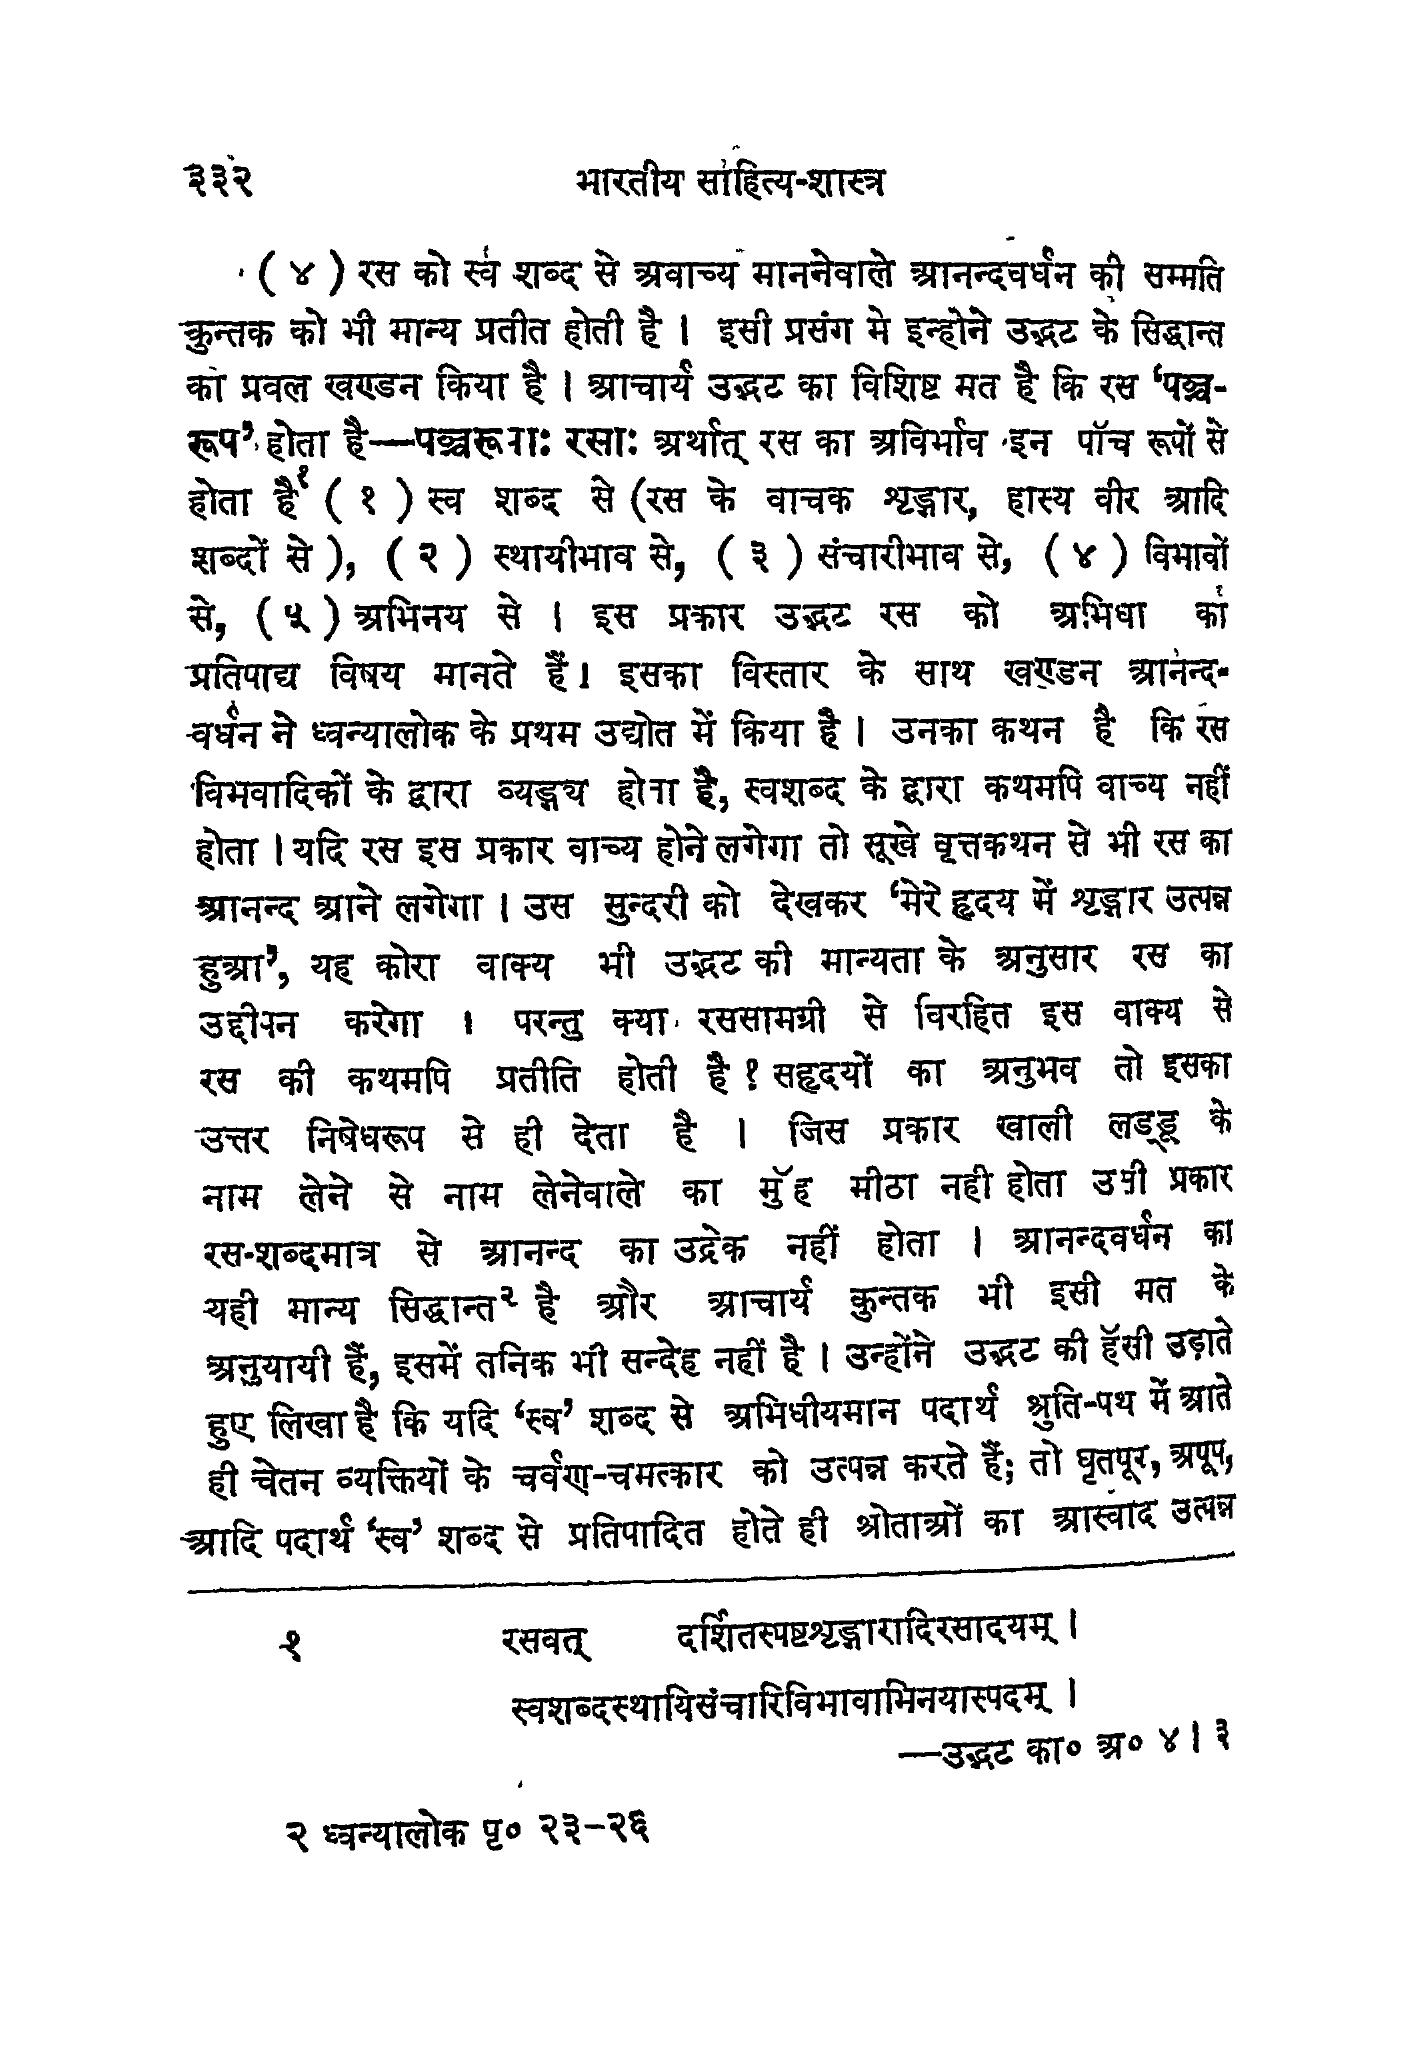 ३३२ भारतीय साहित्य-शास्त्र
( ४ ) रस को स्व शब्द से अवाच्य माननेवाले आनन्दवर्धन की सम्मति
कुन्तक को भी मान्य प्रतीत होती है । इसी प्रसंग मे इन्होने उद्भट के सिद्धान्त
का प्रवल खण्डन किया है । आचार्य उद्भट का विशिष्ट मत है कि रस ‘पञ्च-
रूप’ होता है—पञ्चरूपाः रसाः अर्थात् रस का अविर्भाव इन पॉच रूपों से
होता है१ ( १ ) स्व शब्द से (रस के वाचक शृङ्गार, हास्य वीर आदि
शब्दों से ), ( २ ) स्थायीभाव से, ( ३ ) संचारीभाव से, ( ४ ) विभावों
से, ( ५ ) अभिनय से । इस प्रकार उद्भट रस को अभिधा का
प्रतिपाद्य विषय मानते हैं। इसका विस्तार के साथ खण्डन आनन्द-
वर्धन ने ध्वन्यालोक के प्रथम उद्योत में किया है । उनका कथन है कि रस
विभवादिकों के द्वारा व्यङ्गय होता है, स्वशब्द के द्वारा कथमपि वाच्य नहीं
होता । यदि रस इस प्रकार वाच्य होने लगेगा तो सूखे वृत्तकथन से भी रस का
आनन्द आने लगेगा । उस सुन्दरी को देखकर ‘मेरे हृदय में शृङ्गार उत्पन्न
हुआ’, यह कोरा वाक्य भी उद्भट की मान्यता के अनुसार रस का
उद्दीपन करेगा । परन्तु क्या रससामग्री से विरहित इस वाक्य से
रस की कथमपि प्रतीति होती है ? सहृदयों का अनुभव तो इसका
उत्तर निषेधरूप से ही देता है । जिस प्रकार खाली लड्डू के
नाम लेने से नाम लेनेवाले का मुॅह मीठा नही होता उसी प्रकार
रस-शब्दमात्र से आनन्द का उद्रेक नहीं होता । आनन्दवर्धन का
यही मान्य सिद्धान्त२ है और आचार्य कुन्तक भी इसी मत के
अनुयायी हैं, इसमें तनिक भी सन्देह नहीं है । उन्होंने उद्भट की हॅसी उड़ाते
हुए लिखा है कि यदि ‘स्व’ शब्द से अभिधीयमान पदार्थ श्रुति-पथ में आते
ही चेतन व्यक्तियों के चर्वण-चमत्कार को उत्पन्न करते हैं; तो घृतपूर, अपूप,
आदि पदार्थ ‘स्व’ शब्द से प्रतिपादित होते ही श्रोताओं का आस्वाद उत्पन्न
१ रसवत् दर्शितस्पष्टशृङ्गारादिरसादयम् ।
स्वशब्दस्थायिसंचारिविभावाभिनयास्पदम् ।
—उद्भट का० अ० ४ । ३
२ ध्वन्यालोक पृ० २३-२६